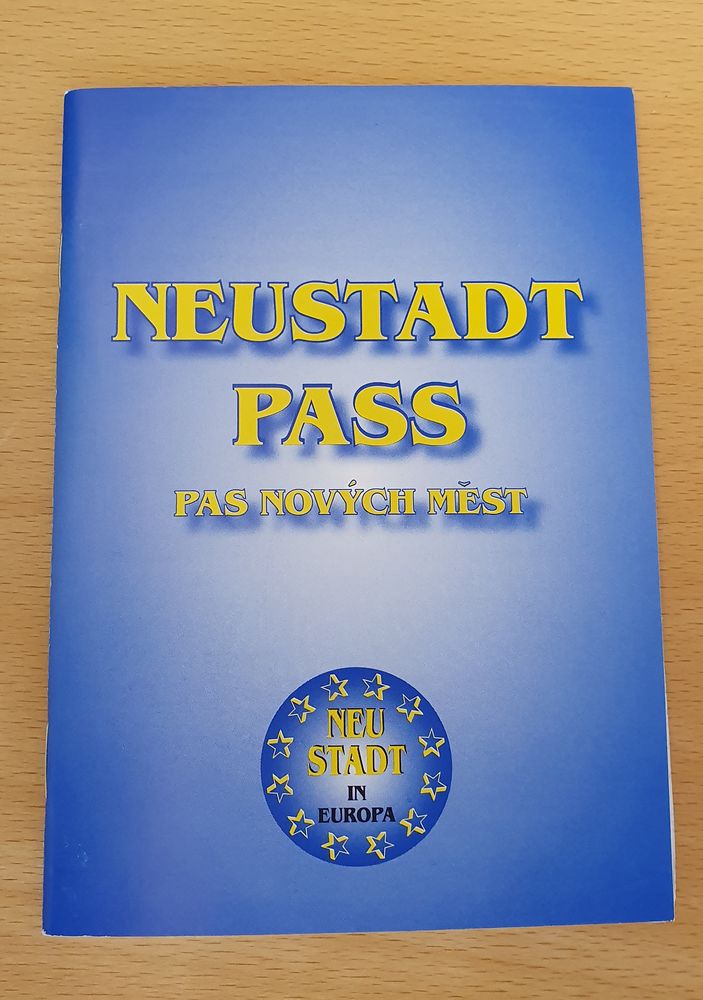 NEUSTADT
PASS
PAS NOVÝCH MĚST
NEU
STADT
IN
EUROPA